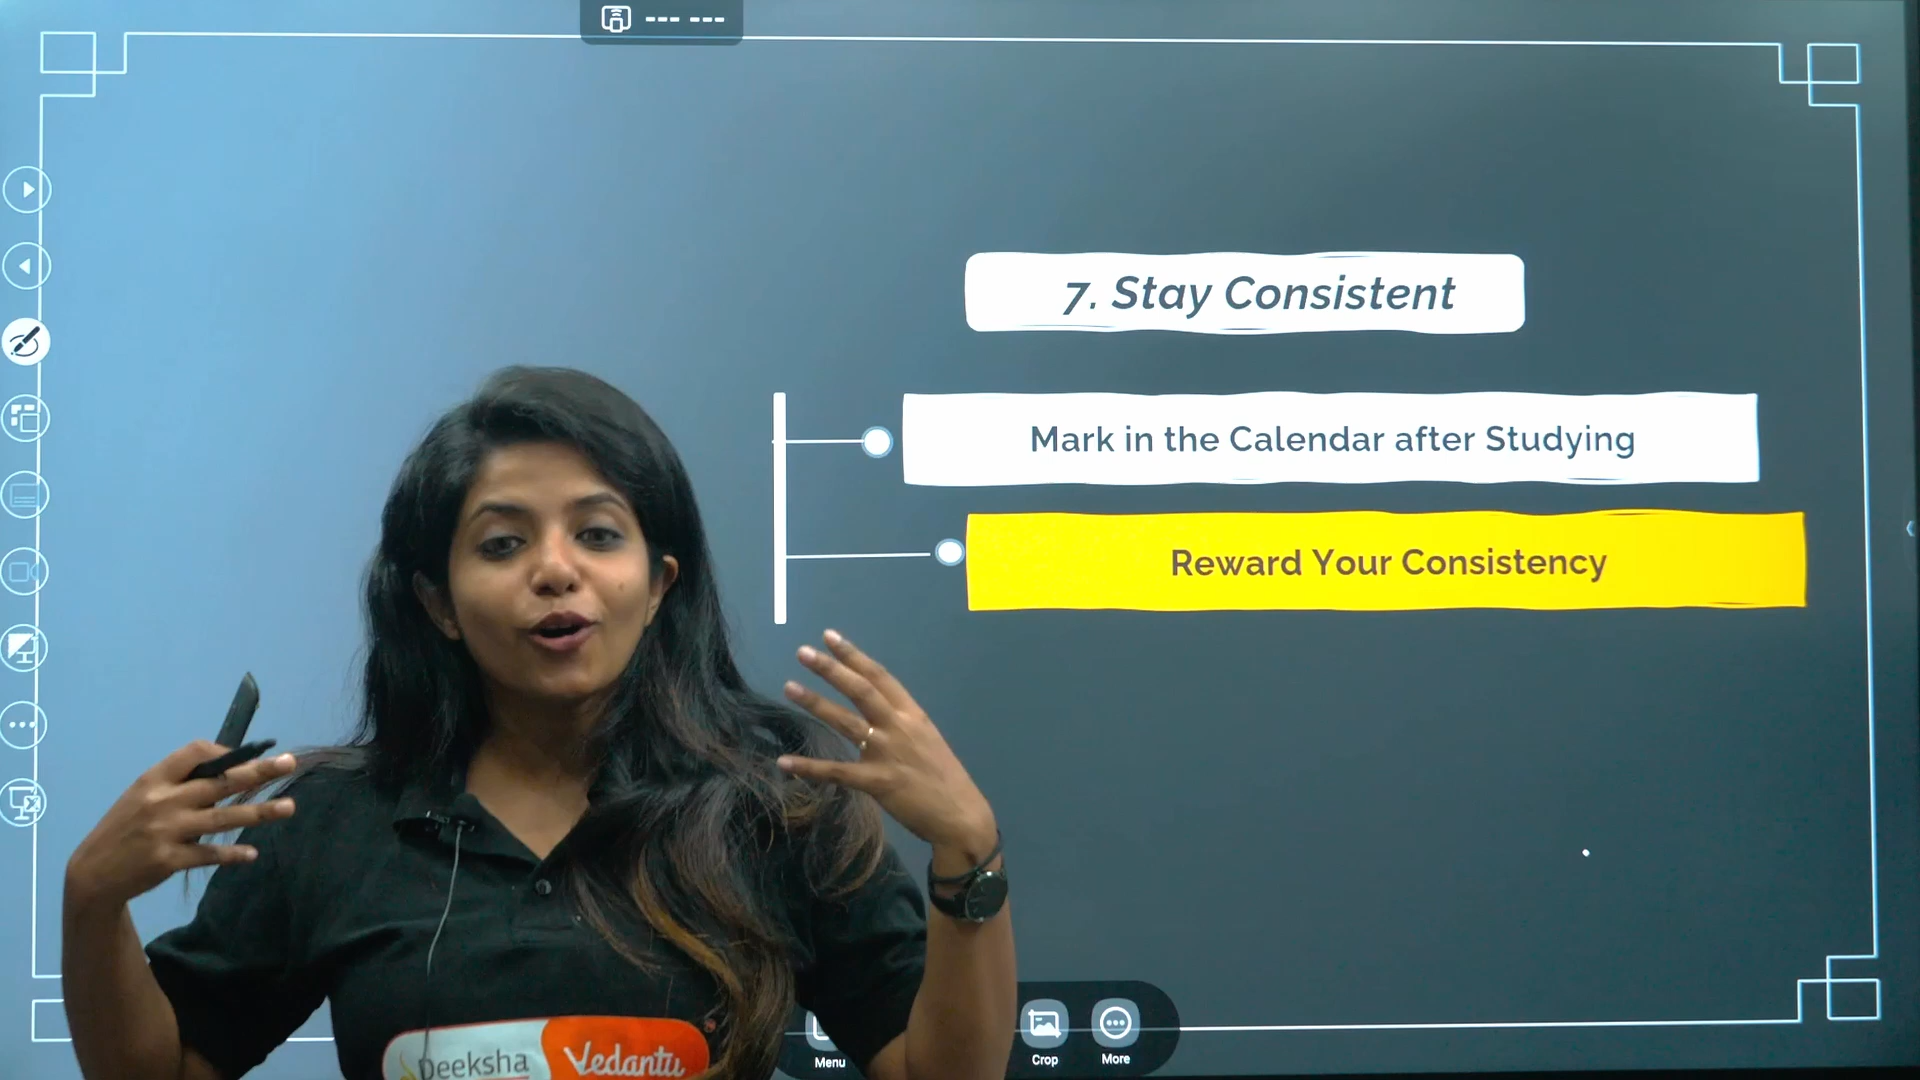 --- ---
7. Stay Consistent
Mark in the Calendar after Studying
Reward Your Consistency
Deeksha Vedantu
Menu
Crop
More